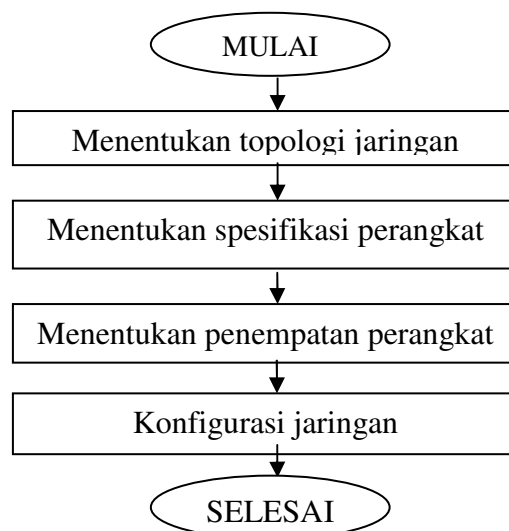 MULAI
Menentukan topologi jaringan
Menentukan spesifikasi perangkat
Menentukan penempatan perangkat
Konfigurasi jaringan
SELESAI